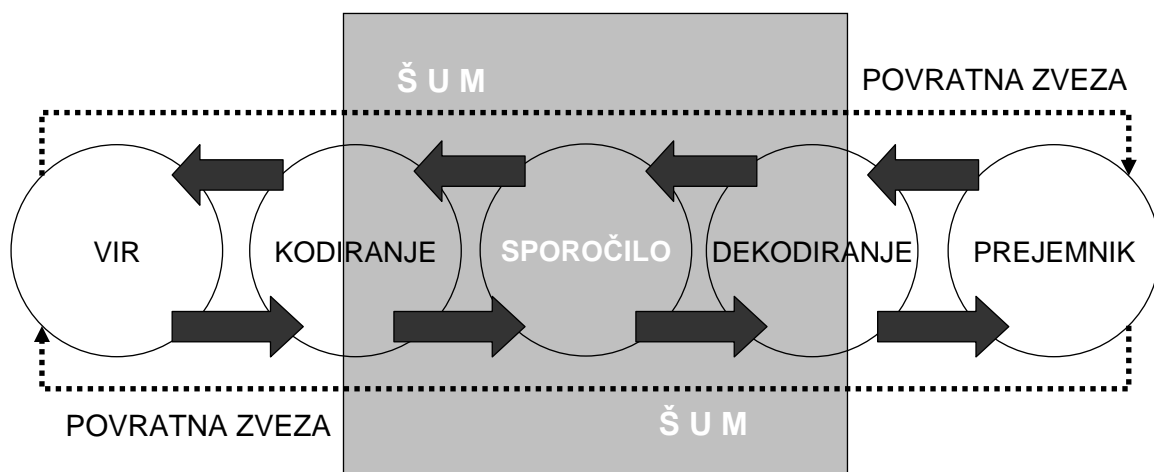 Š U M
POVRATNA ZVEZA
VIR
KODIRANJE
SPOROČILO
DEKODIRANJE
PREJEMNIK
POVRATNA ZVEZA
Š U M